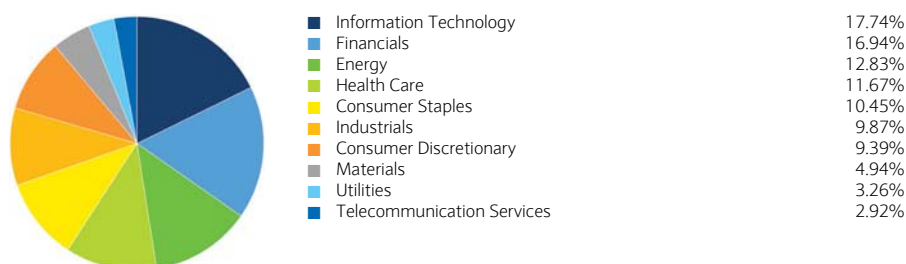 Information Technology 17.74%
Financials 16.94%
Energy 12.83%
Health Care 11.67%
Consumer Staples 10.45%
Industrials 9.87%
Consumer Discretionary 9.39%
Materials 4.94%
Utilities 3.26%
Telecommunication Services 2.92%